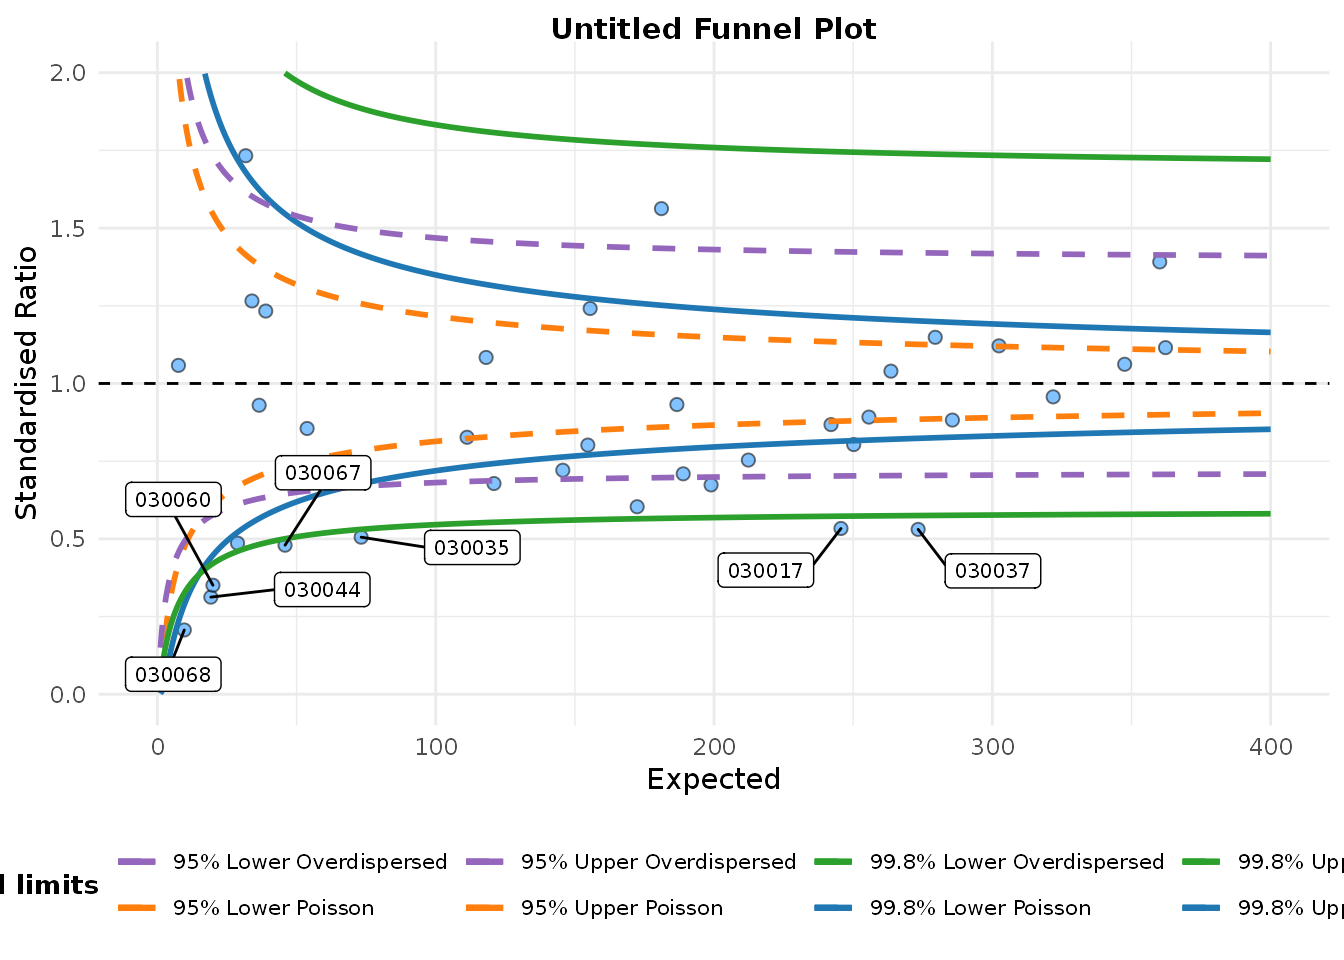 Untitled Funnel Plot
Standardised Ratio
2.0
1.5
1.0
0.5
0.0
030067
030060
030035
030017
030037
030044
030068
0 100 200 300 400
Expected
l limits
95% Lower Overdispersed 95% Upper Overdispersed 99.8% Lower Overdispersed 99.8% Upp
95% Lower Poisson 95% Upper Poisson 99.8% Lower Poisson 99.8% Upp